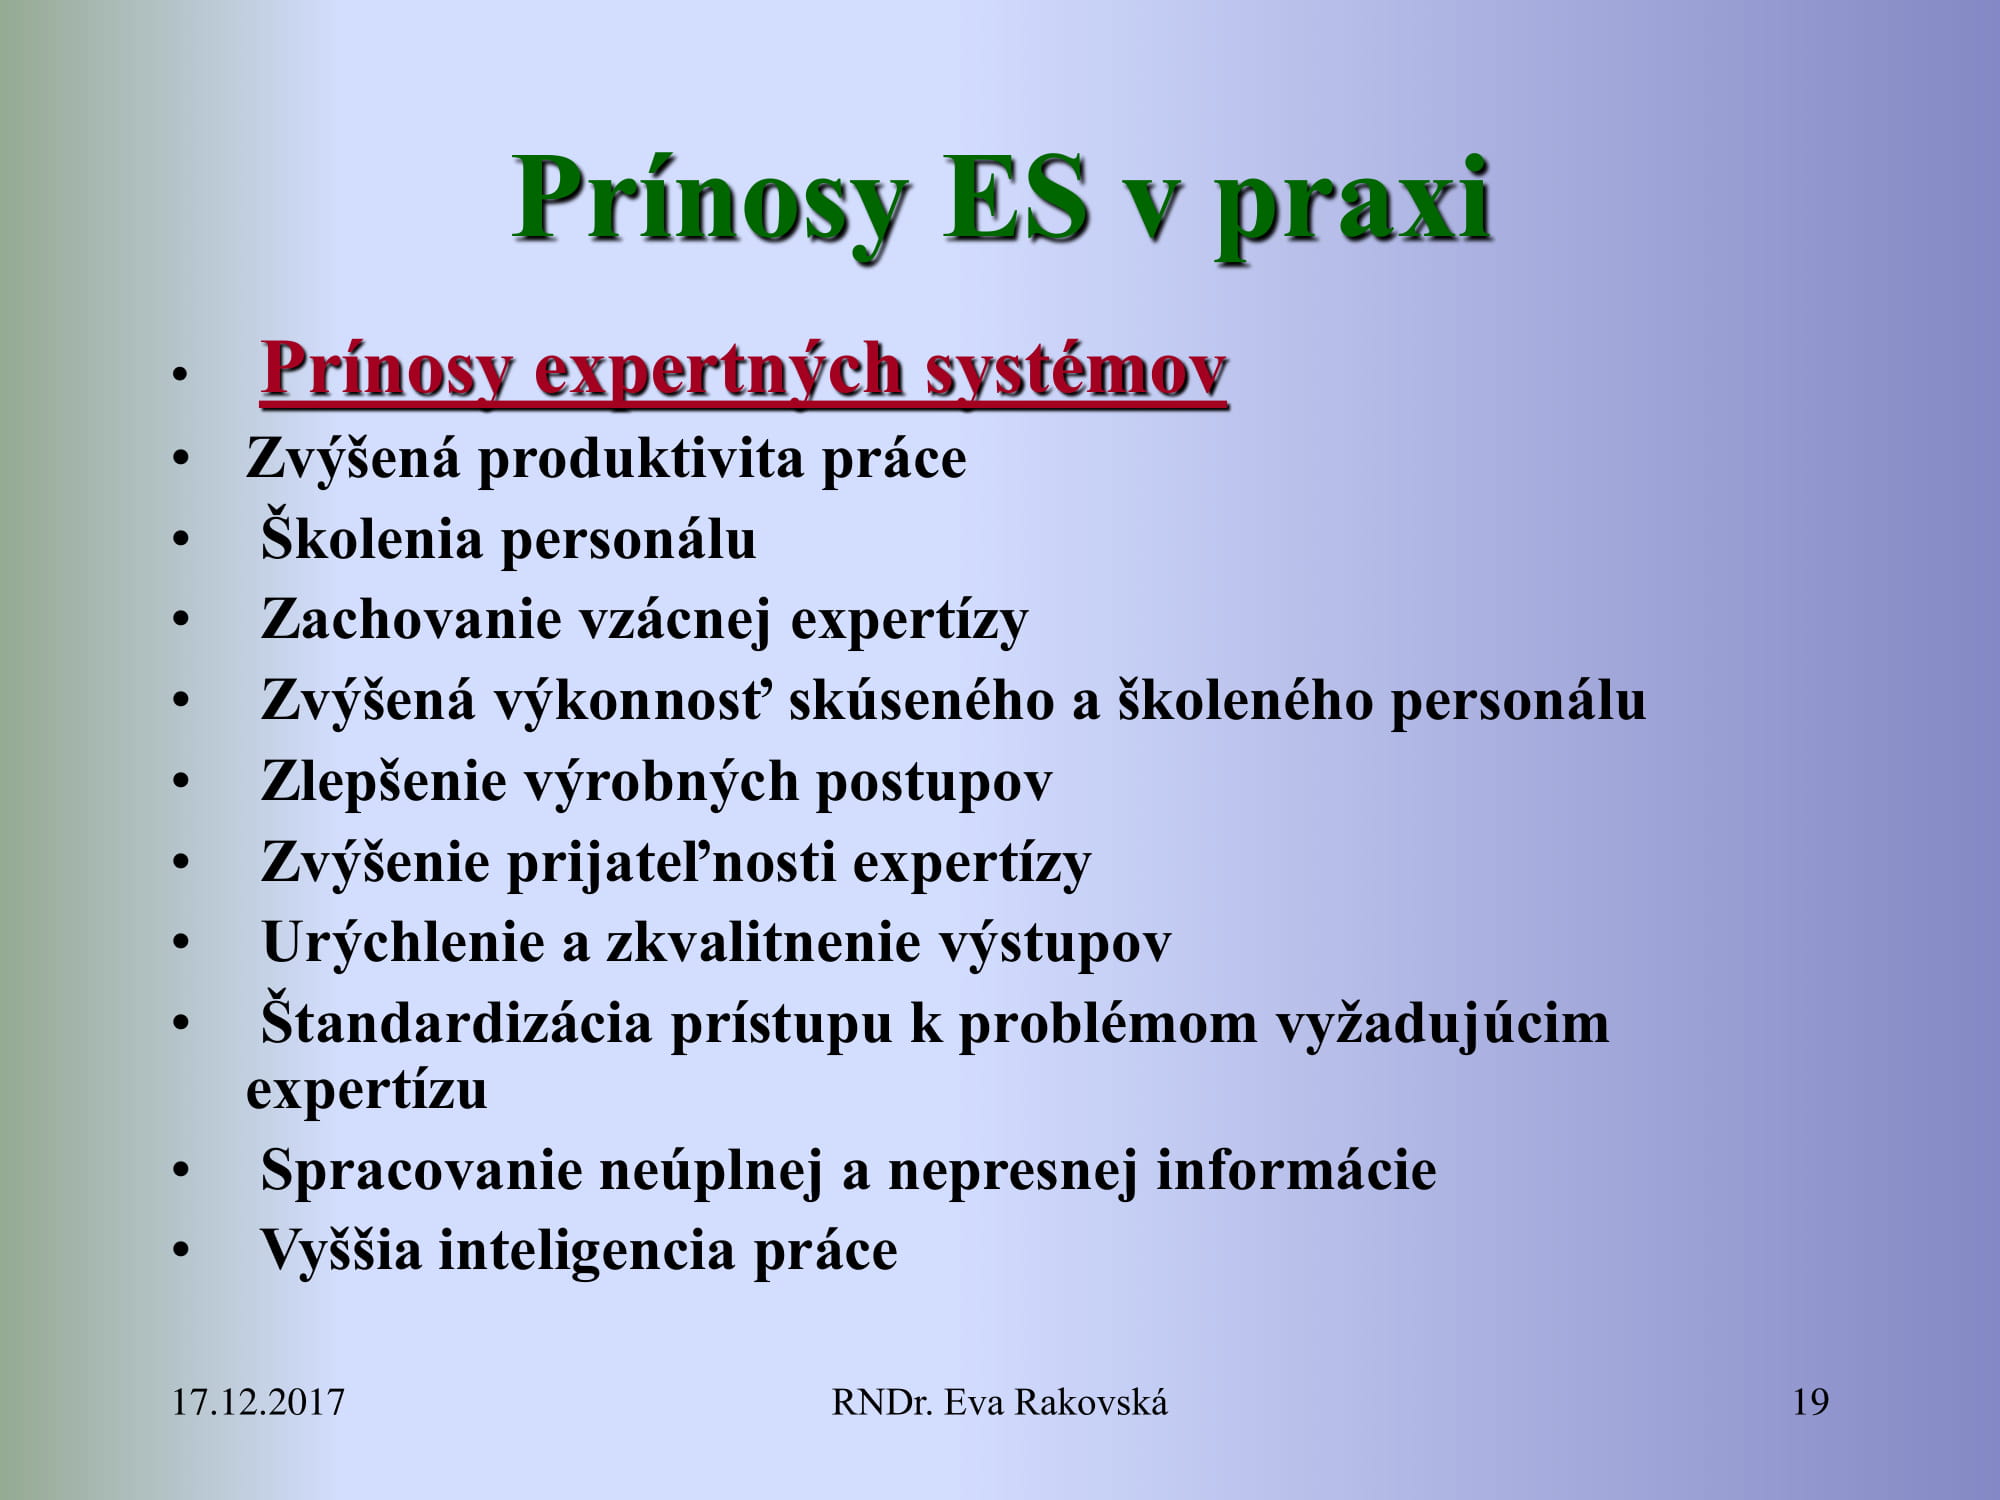 Prínosy ES v praxi
• Prínosy expertných systémov
• Zvýšená produktivita práce
• Školenia personálu
• Zachovanie vzácnej expertízy
• Zvýšená výkonnosť skúseného a školeného personálu
• Zlepšenie výrobných postupov
• Zvýšenie prijateľnosti expertízy
• Urýchlenie a zkvalitnenie výstupov
• Štandardizácia prístupu k problémom vyžadujúcim
expertízu
• Spracovanie neúplnej a nepresnej informácie
• Vyššia inteligencia práce
17.12.2017
RNDr. Eva Rakovská
19